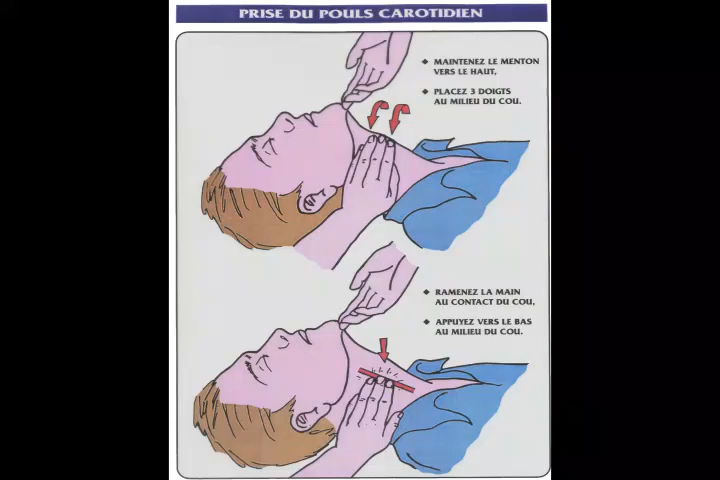 PRISE DU POULS CAROTIDIEN
MAINTENEZ LE MENTON
VERS LE HAUT,
PLACEZ 3 DOIGTS
AU MILIEU DU COU.
RAMENEZ LA MAIN
AU CONTACT DU COU,
APPUYEZ VERS LE BAS
AU MILIEU DU COU.